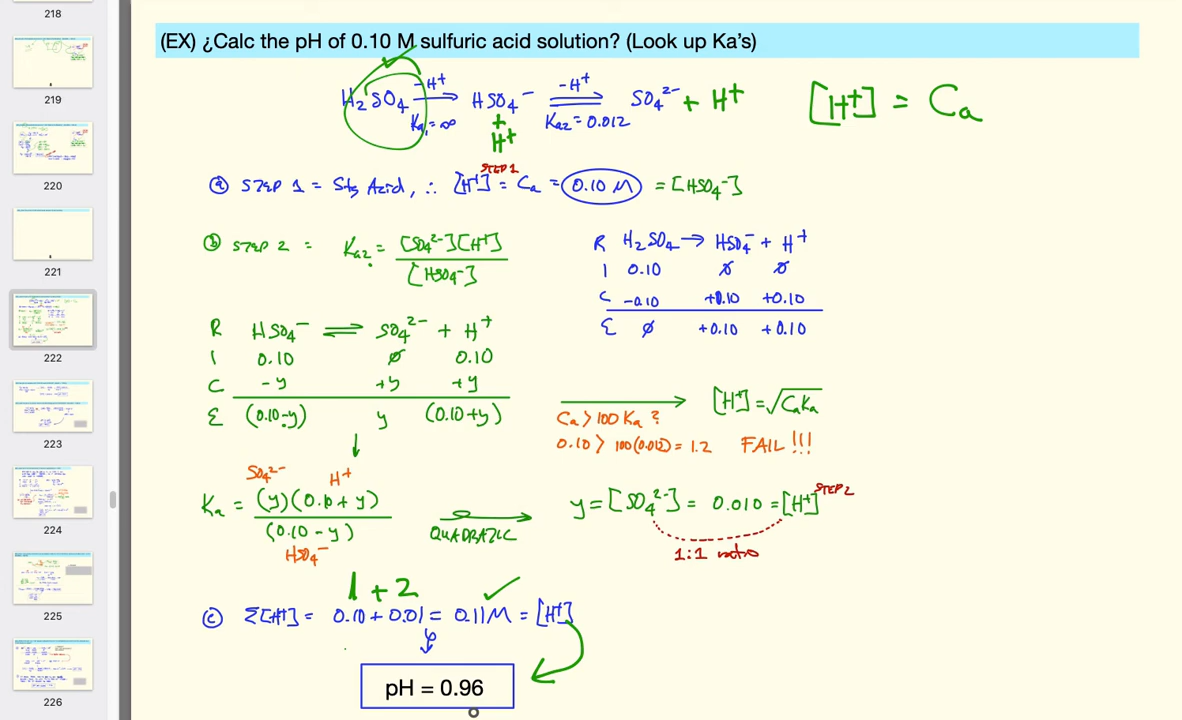 218
219
220
221
222
223
224
225
226
(EX) ¿Calc the pH of 0.10 M sulfuric acid solution? (Look up Ka's)
H₂SO₄ —-H⁺→ HSO₄⁻ ⇌-H⁺ SO₄²⁻ + H⁺
Ka₁ = ∞ + H⁺ Ka₂ = 0.012
[H⁺] = Ca
STEP 1
ⓐ STEP 1 = Stg Acid, ∴ [H⁺] = Ca = 0.10 M = [HSO₄⁻]
ⓑ STEP 2 = Ka₂ = [SO₄²⁻][H⁺] / [HSO₄⁻]
R H₂SO₄ → HSO₄⁻ + H⁺
I 0.10 ∅ ∅
C -0.10 +0.10 +0.10
E ∅ +0.10 +0.10
R HSO₄⁻ ⇌ SO₄²⁻ + H⁺
I 0.10 ∅ 0.10
C -y +y +y
E (0.10-y) y (0.10+y)
[H⁺] = √CaKa
Ca > 100 Ka ?
0.10 > 100(0.012) = 1.2 FAIL !!!
SO₄²⁻ H⁺
Ka = (y)(0.10 + y) / (0.10 - y)
HSO₄⁻
QUADRATIC
y = [SO₄²⁻] = 0.010 = [H⁺] STEP 2
1:1 ratio
1 + 2 ✓
ⓒ Σ[H⁺] = 0.10 + 0.01 = 0.11 M = [H⁺]
pH = 0.96